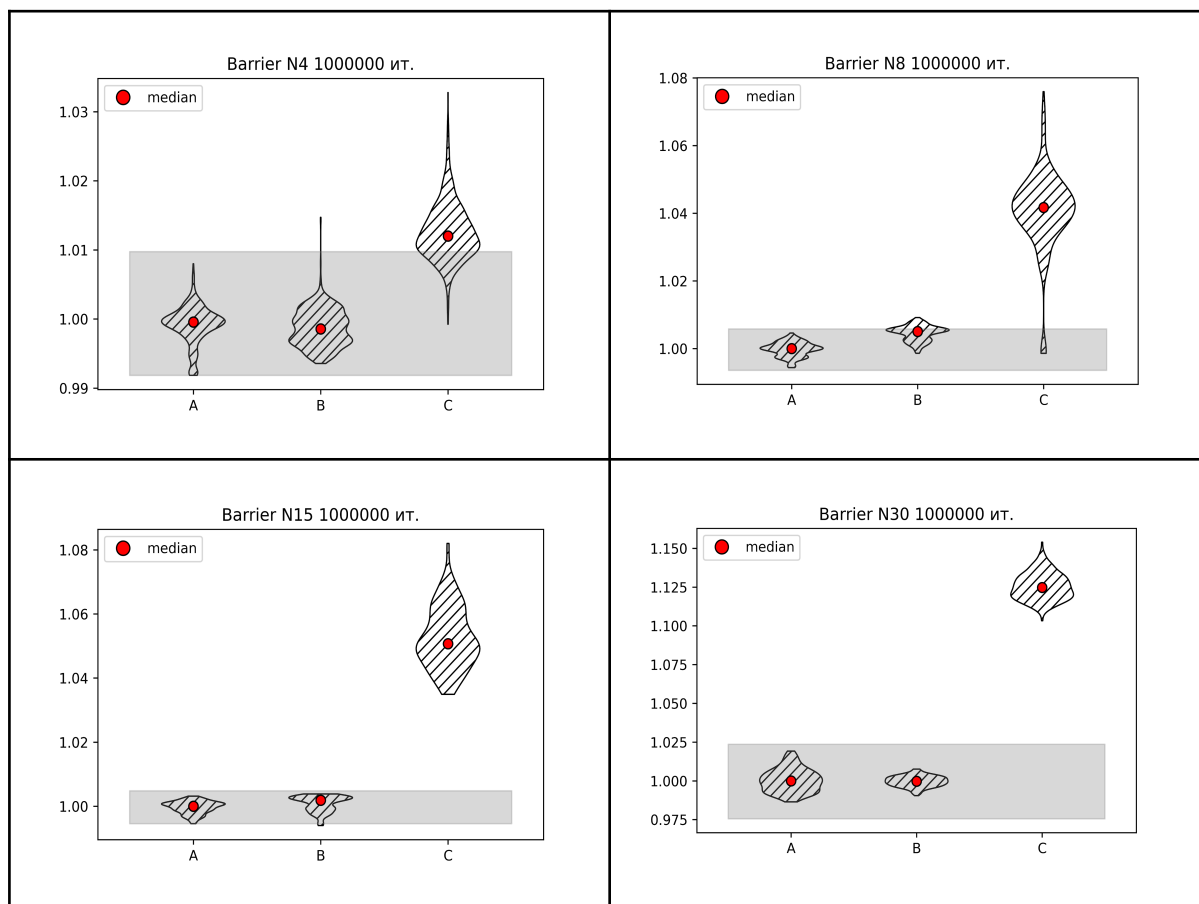 Barrier N4 1000000 ит.
median
1.03
1.02
1.01
1.00
0.99
A B C
Barrier N8 1000000 ит.
1.08
median
1.06
1.04
1.02
1.00
A B C
Barrier N15 1000000 ит.
1.08
median
1.06
1.04
1.02
1.00
A B C
Barrier N30 1000000 ит.
1.150
median
1.125
1.100
1.075
1.050
1.025
1.000
0.975
A B C